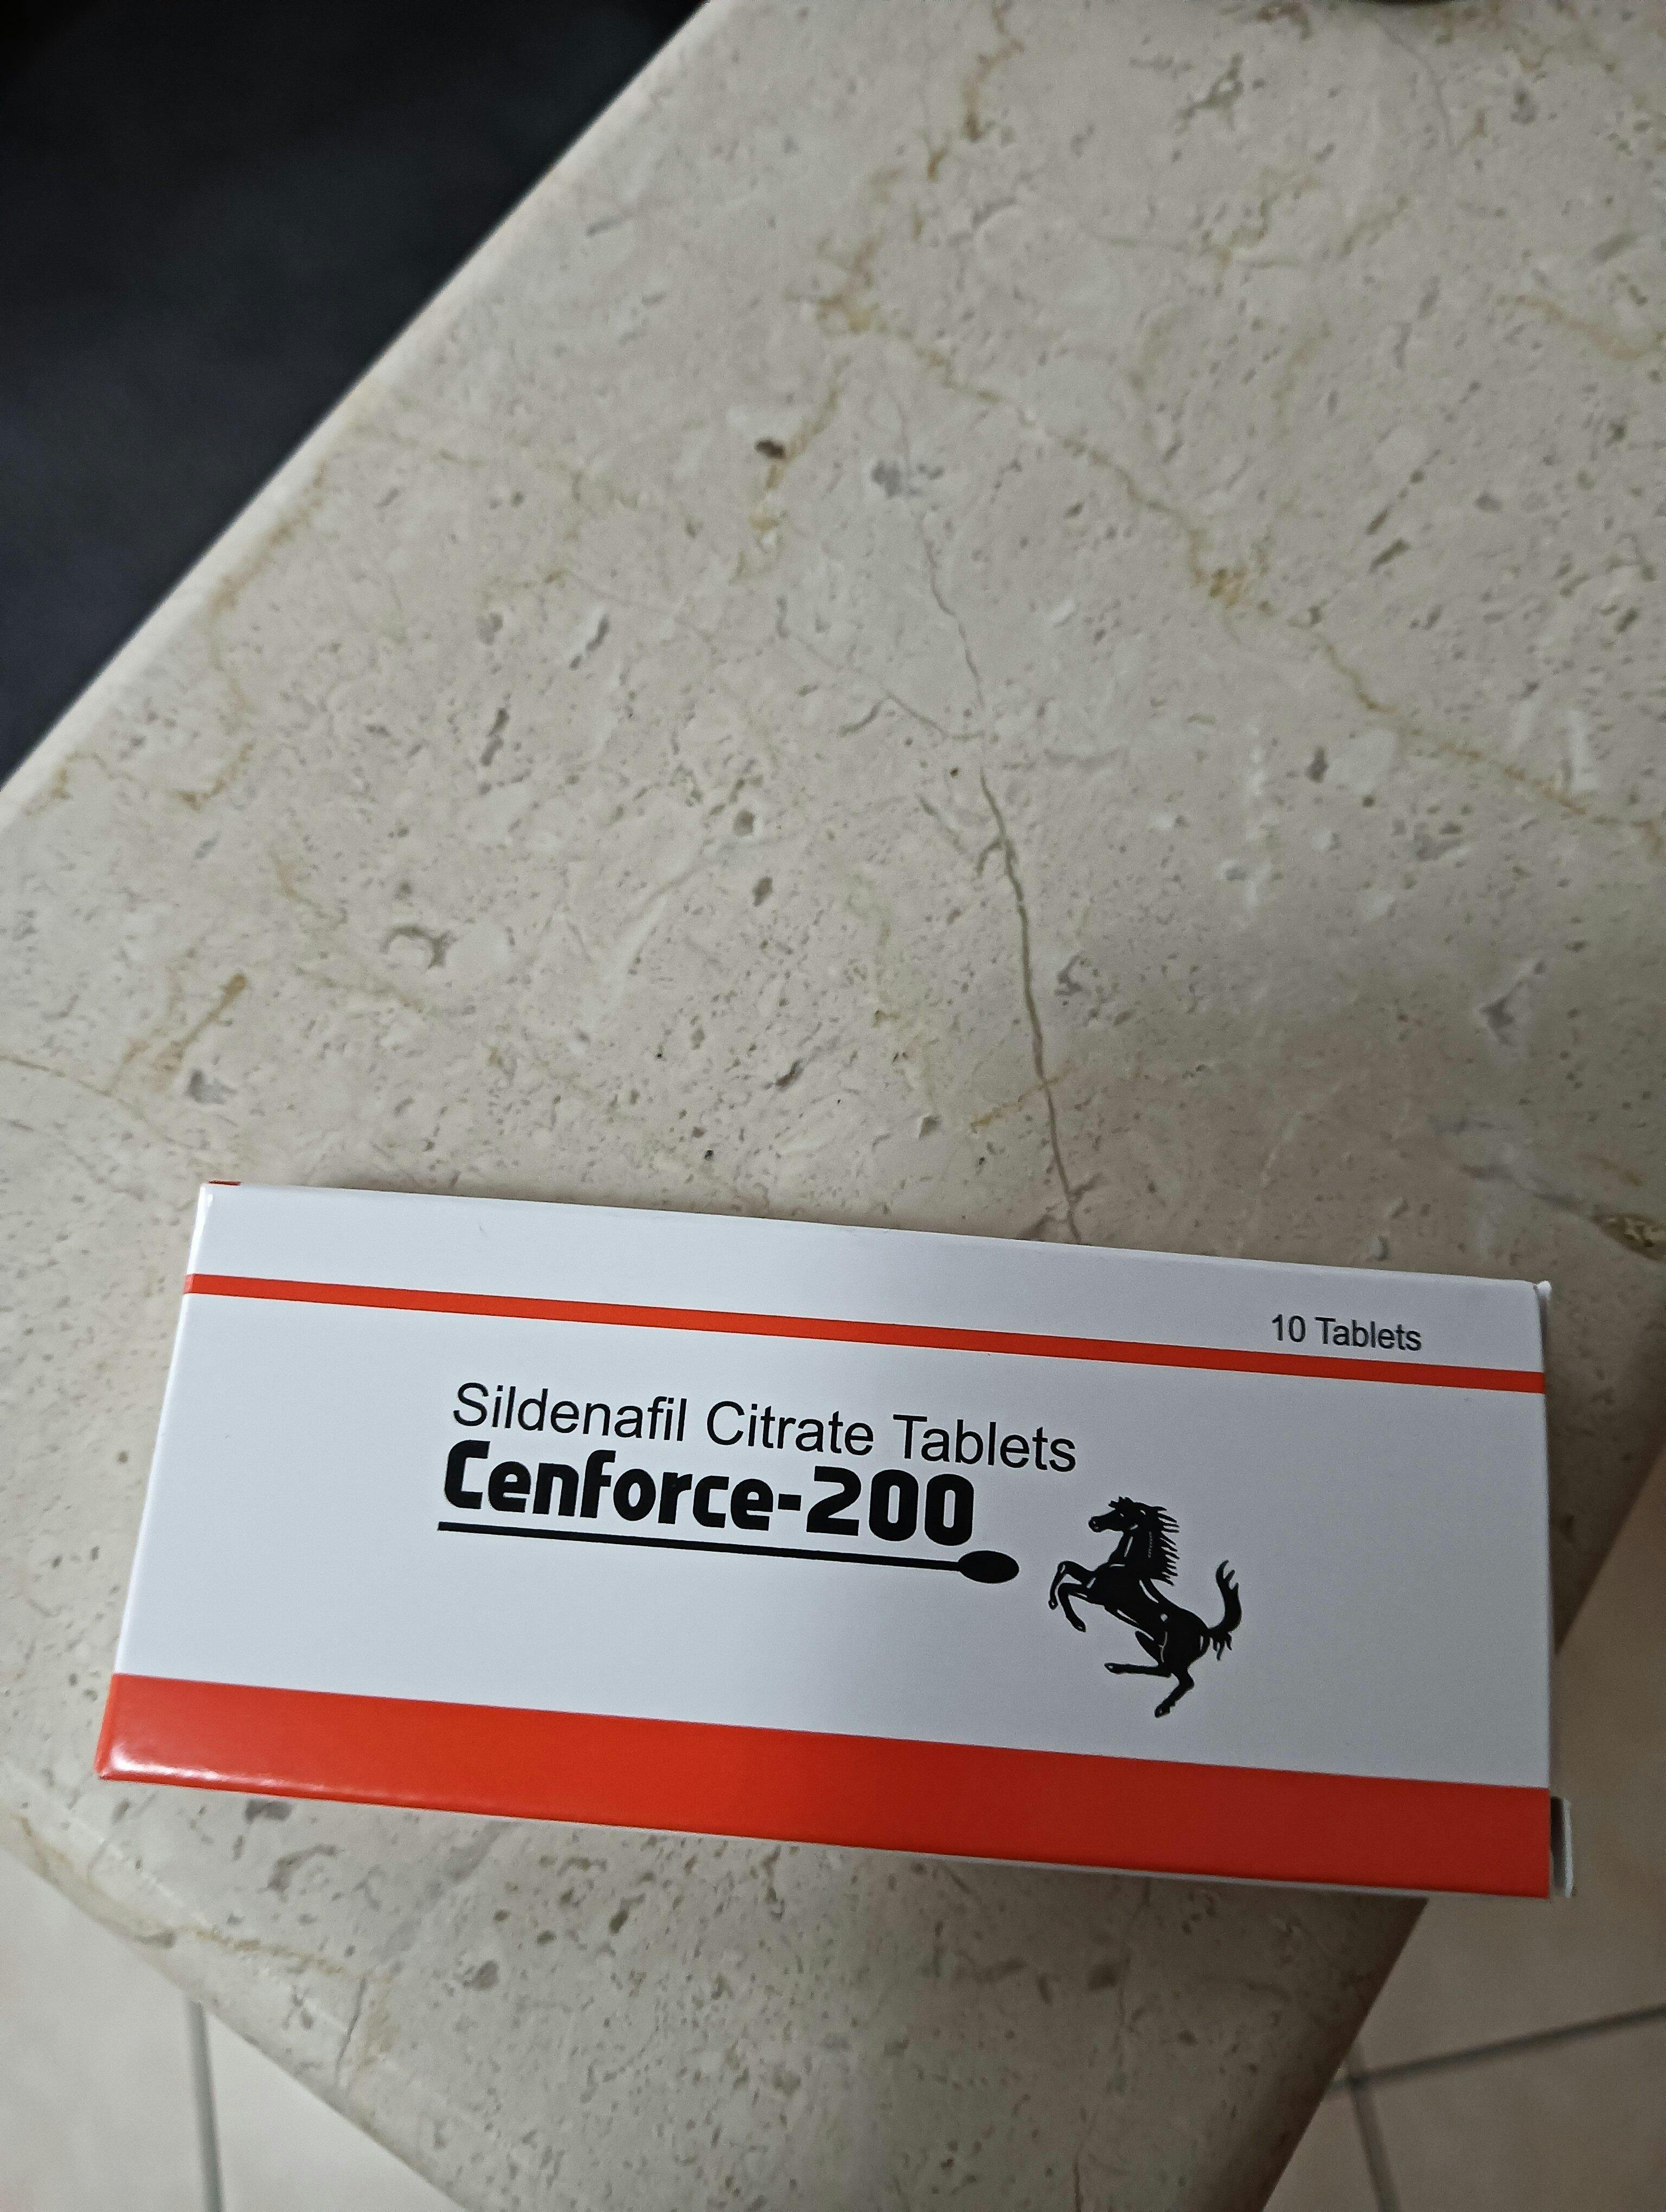 10 Tablets
Sildenafil Citrate Tablets
Cenforce-200